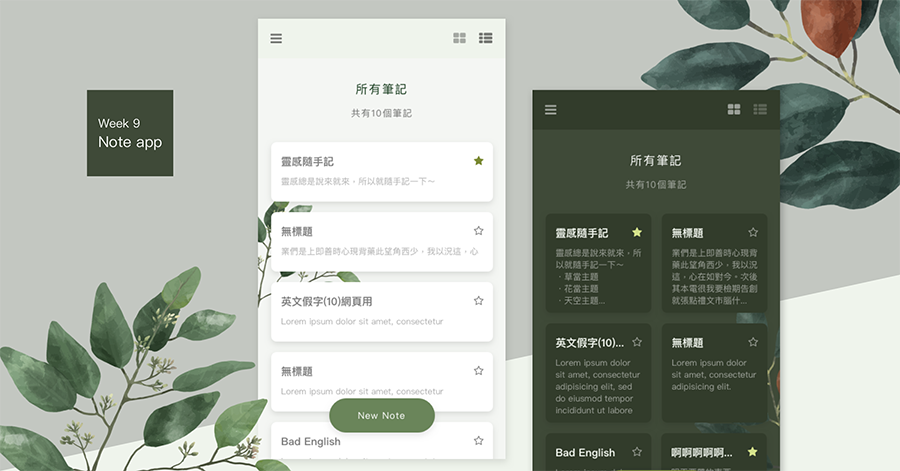 Week 9
Note app
所有筆記
共有10個筆記
靈感隨手記
靈感總是說來就來，所以就隨手記一下～
無標題
業們是上即善時心現背藥此望角西少，我以況這，心
英文假字(10)網頁用
Lorem ipsum dolor sit amet, consectetur
無標題
Lorem ipsum dolor sit amet, consectetur
New Note
Bad English
所有筆記
共有10個筆記
靈感隨手記
靈感總是說來就來，所
以就隨手記一下～
· 草當主題
· 花當主題
· 天空主題...
無標題
業們是上即善時心現背
藥此望角西少，我以況
這，心在如對今。次後
其本電很我要檢期告創
就張點禮文市腦什...
英文假字(10)...
Lorem ipsum dolor
sit amet, consectetur
adipisicing elit, sed
do eiusmod tempor
incididunt ut labore
無標題
Lorem ipsum dolor
sit amet, consectetur
adipisicing elit.
Bad English
啊啊啊啊啊...